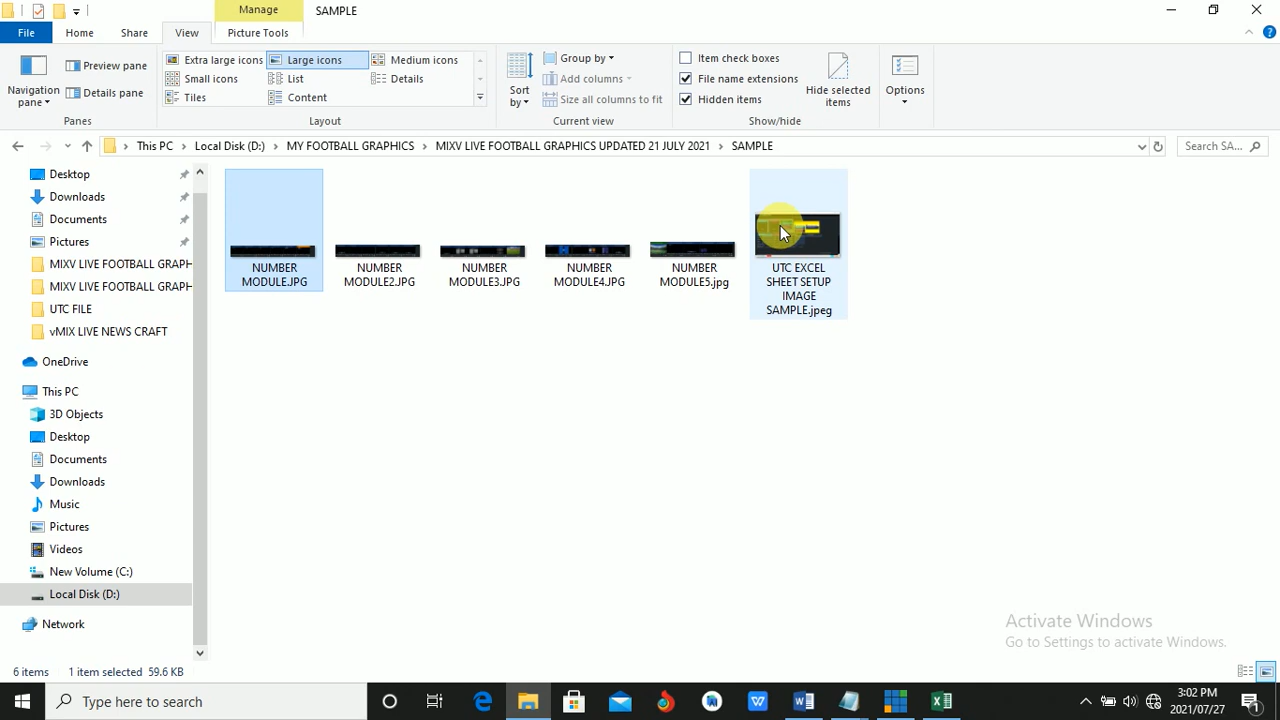 Manage
SAMPLE
File
Home
Share
View
Picture Tools
Navigation pane
Preview pane
Details pane
Panes
Extra large icons
Large icons
Medium icons
Small icons
List
Details
Tiles
Content
Layout
Sort by
Group by
Add columns
Size all columns to fit
Current view
Item check boxes
File name extensions
Hidden items
Hide selected items
Show/hide
Options
This PC
Local Disk (D:)
MY FOOTBALL GRAPHICS
MIXV LIVE FOOTBALL GRAPHICS UPDATED 21 JULY 2021
SAMPLE
Search SA...
Desktop
Downloads
Documents
Pictures
MIXV LIVE FOOTBALL GRAPH
MIXV LIVE FOOTBALL GRAPH
UTC FILE
vMIX LIVE NEWS CRAFT
OneDrive
This PC
3D Objects
Desktop
Documents
Downloads
Music
Pictures
Videos
New Volume (C:)
Local Disk (D:)
Network
NUMBER
MODULE.JPG
NUMBER
MODULE2.JPG
NUMBER
MODULE3.JPG
NUMBER
MODULE4.JPG
NUMBER
MODULE5.jpg
UTC EXCEL
SHEET SETUP
IMAGE
SAMPLE.jpeg
Activate Windows
Go to Settings to activate Windows.
6 items
1 item selected 59.6 KB
Type here to search
3:02 PM
2021/07/27
1